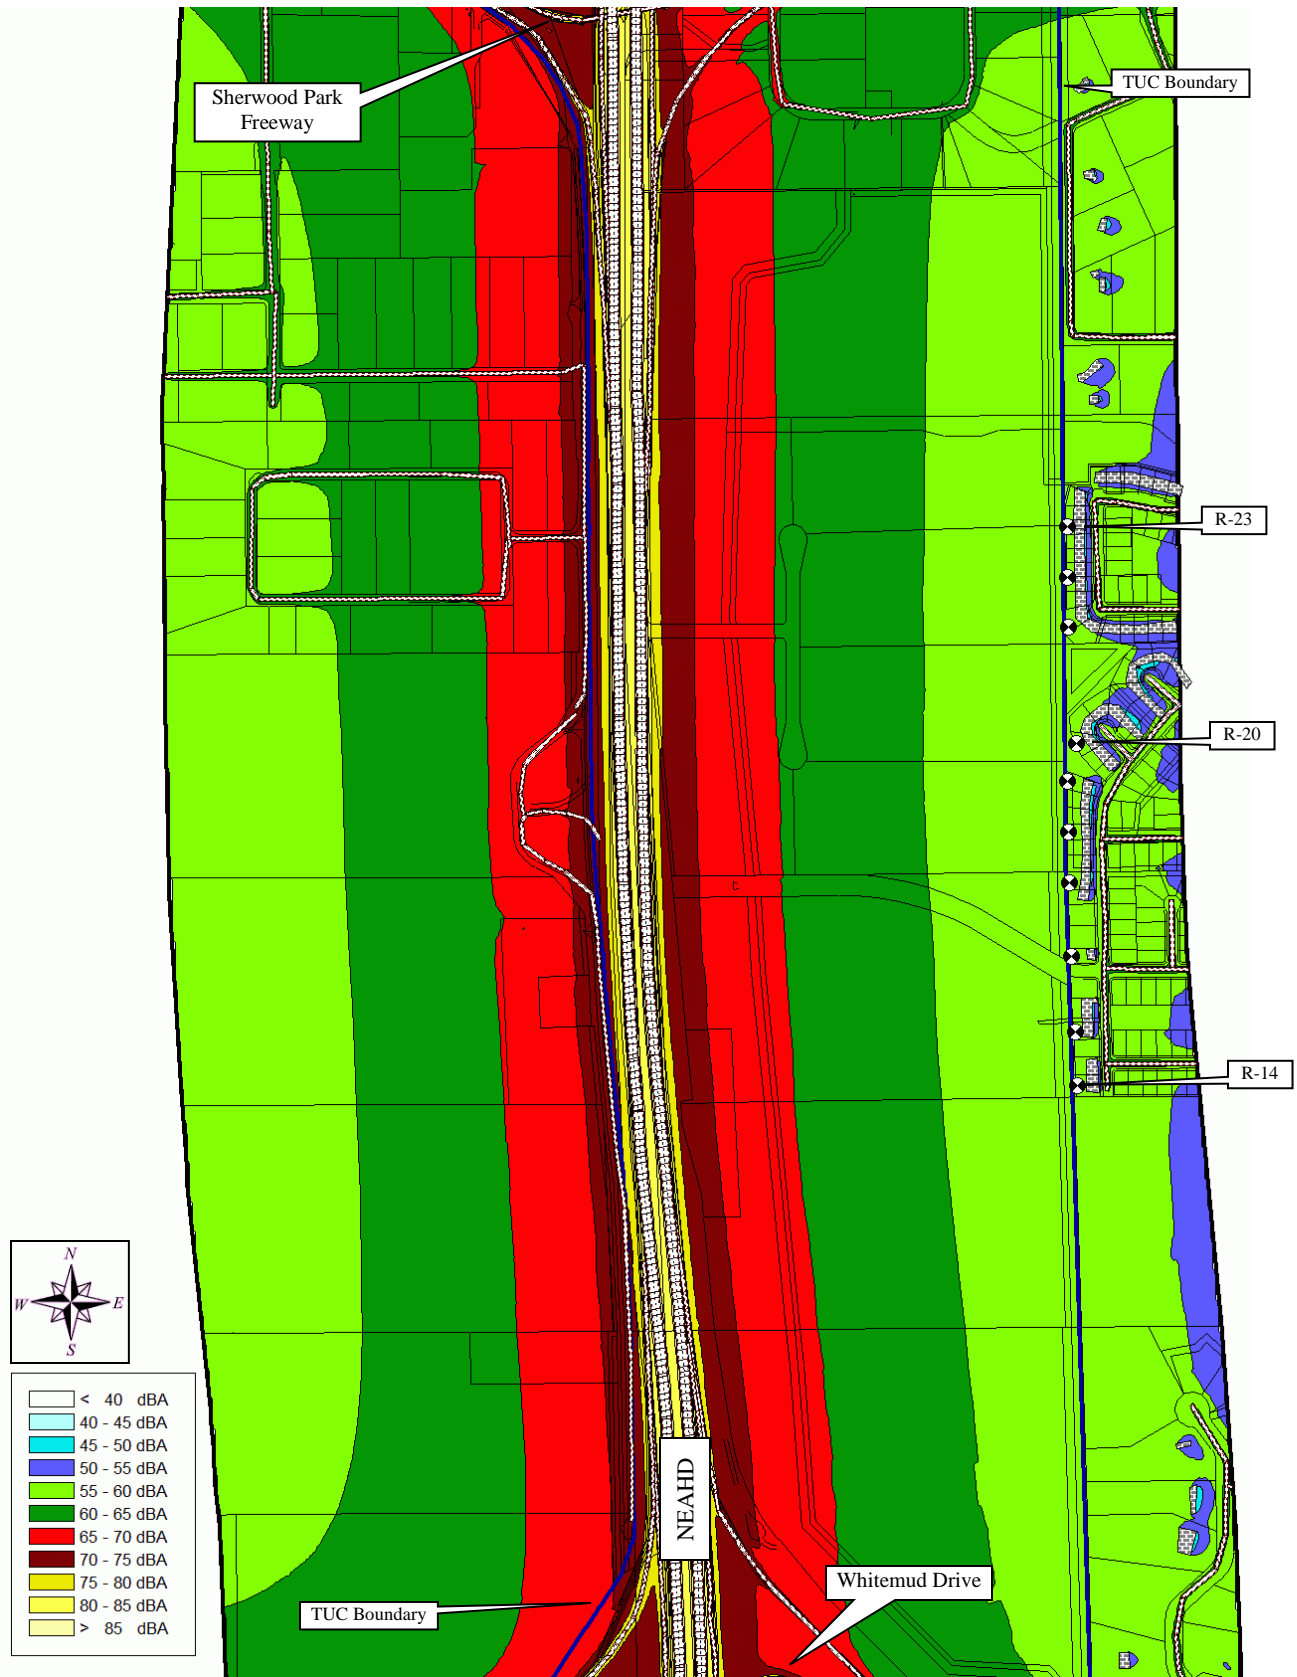 Sherwood Park
Freeway
TUC Boundary
R-23
R-20
R-14
N
W
E
S
< 40 dBA
40 - 45 dBA
45 - 50 dBA
50 - 55 dBA
55 - 60 dBA
60 - 65 dBA
65 - 70 dBA
70 - 75 dBA
75 - 80 dBA
80 - 85 dBA
> 85 dBA
NEAHD
Whitemud Drive
TUC Boundary